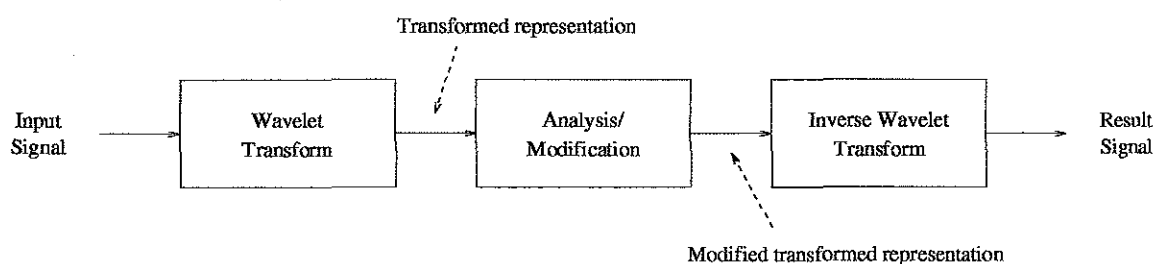 Transformed representation
Input
Signal
Wavelet
Transform
Analysis/
Modification
Inverse Wavelet
Transform
Result
Signal
Modified transformed representation